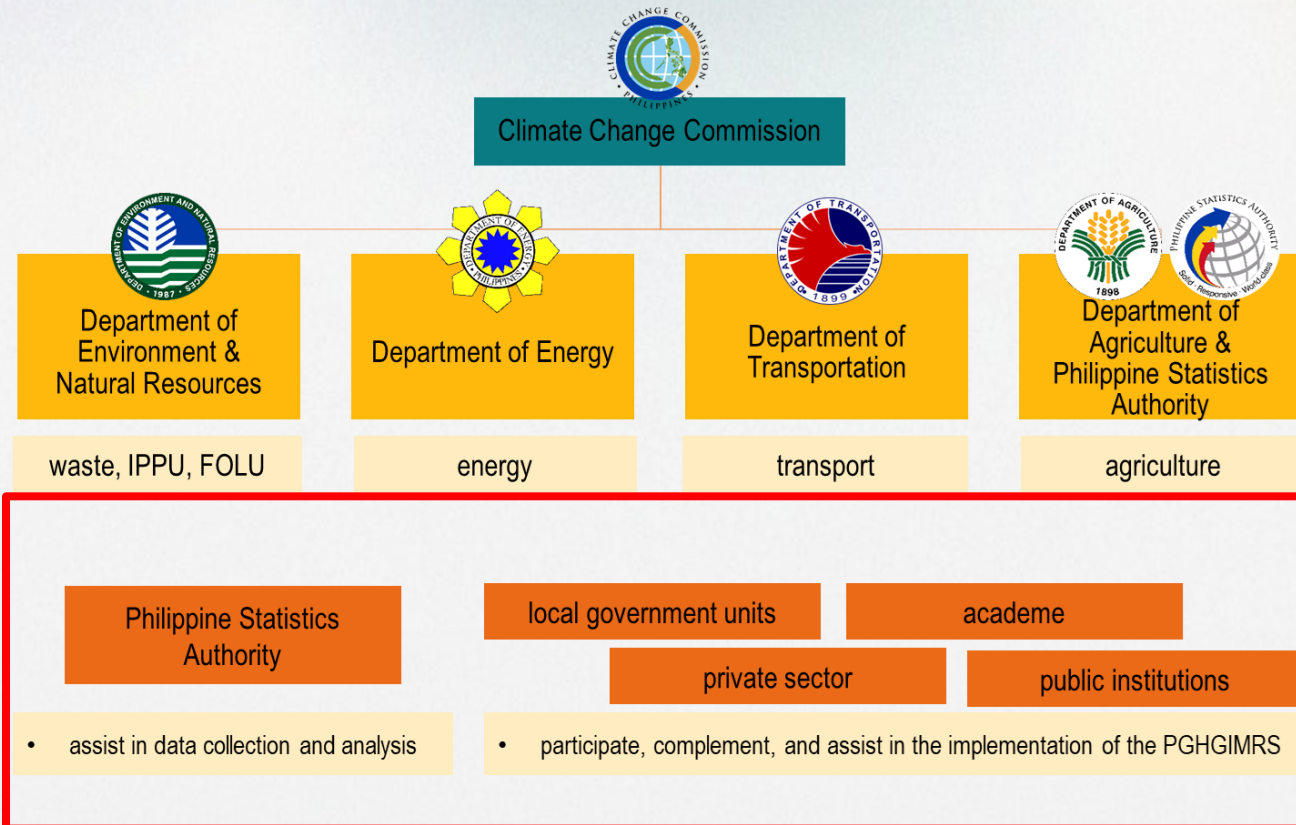 CLIMATE CHANGE COMMISSION
PHILIPPINES
Climate Change Commission
DEPARTMENT OF ENVIRONMENT AND NATURAL RESOURCES
1987
DEPARTMENT OF ENERGY
PHILIPPINES
DEPARTMENT OF TRANSPORTATION
1899
DEPARTMENT OF AGRICULTURE
1898
PHILIPPINE STATISTICS AUTHORITY
Solid · Responsive · World-class
Department of
Environment &
Natural Resources
Department of Energy
Department of
Transportation
Department of
Agriculture &
Philippine Statistics
Authority
waste, IPPU, FOLU
energy
transport
agriculture
Philippine Statistics
Authority
local government units
academe
private sector
public institutions
• assist in data collection and analysis
• participate, complement, and assist in the implementation of the PGHGIMRS